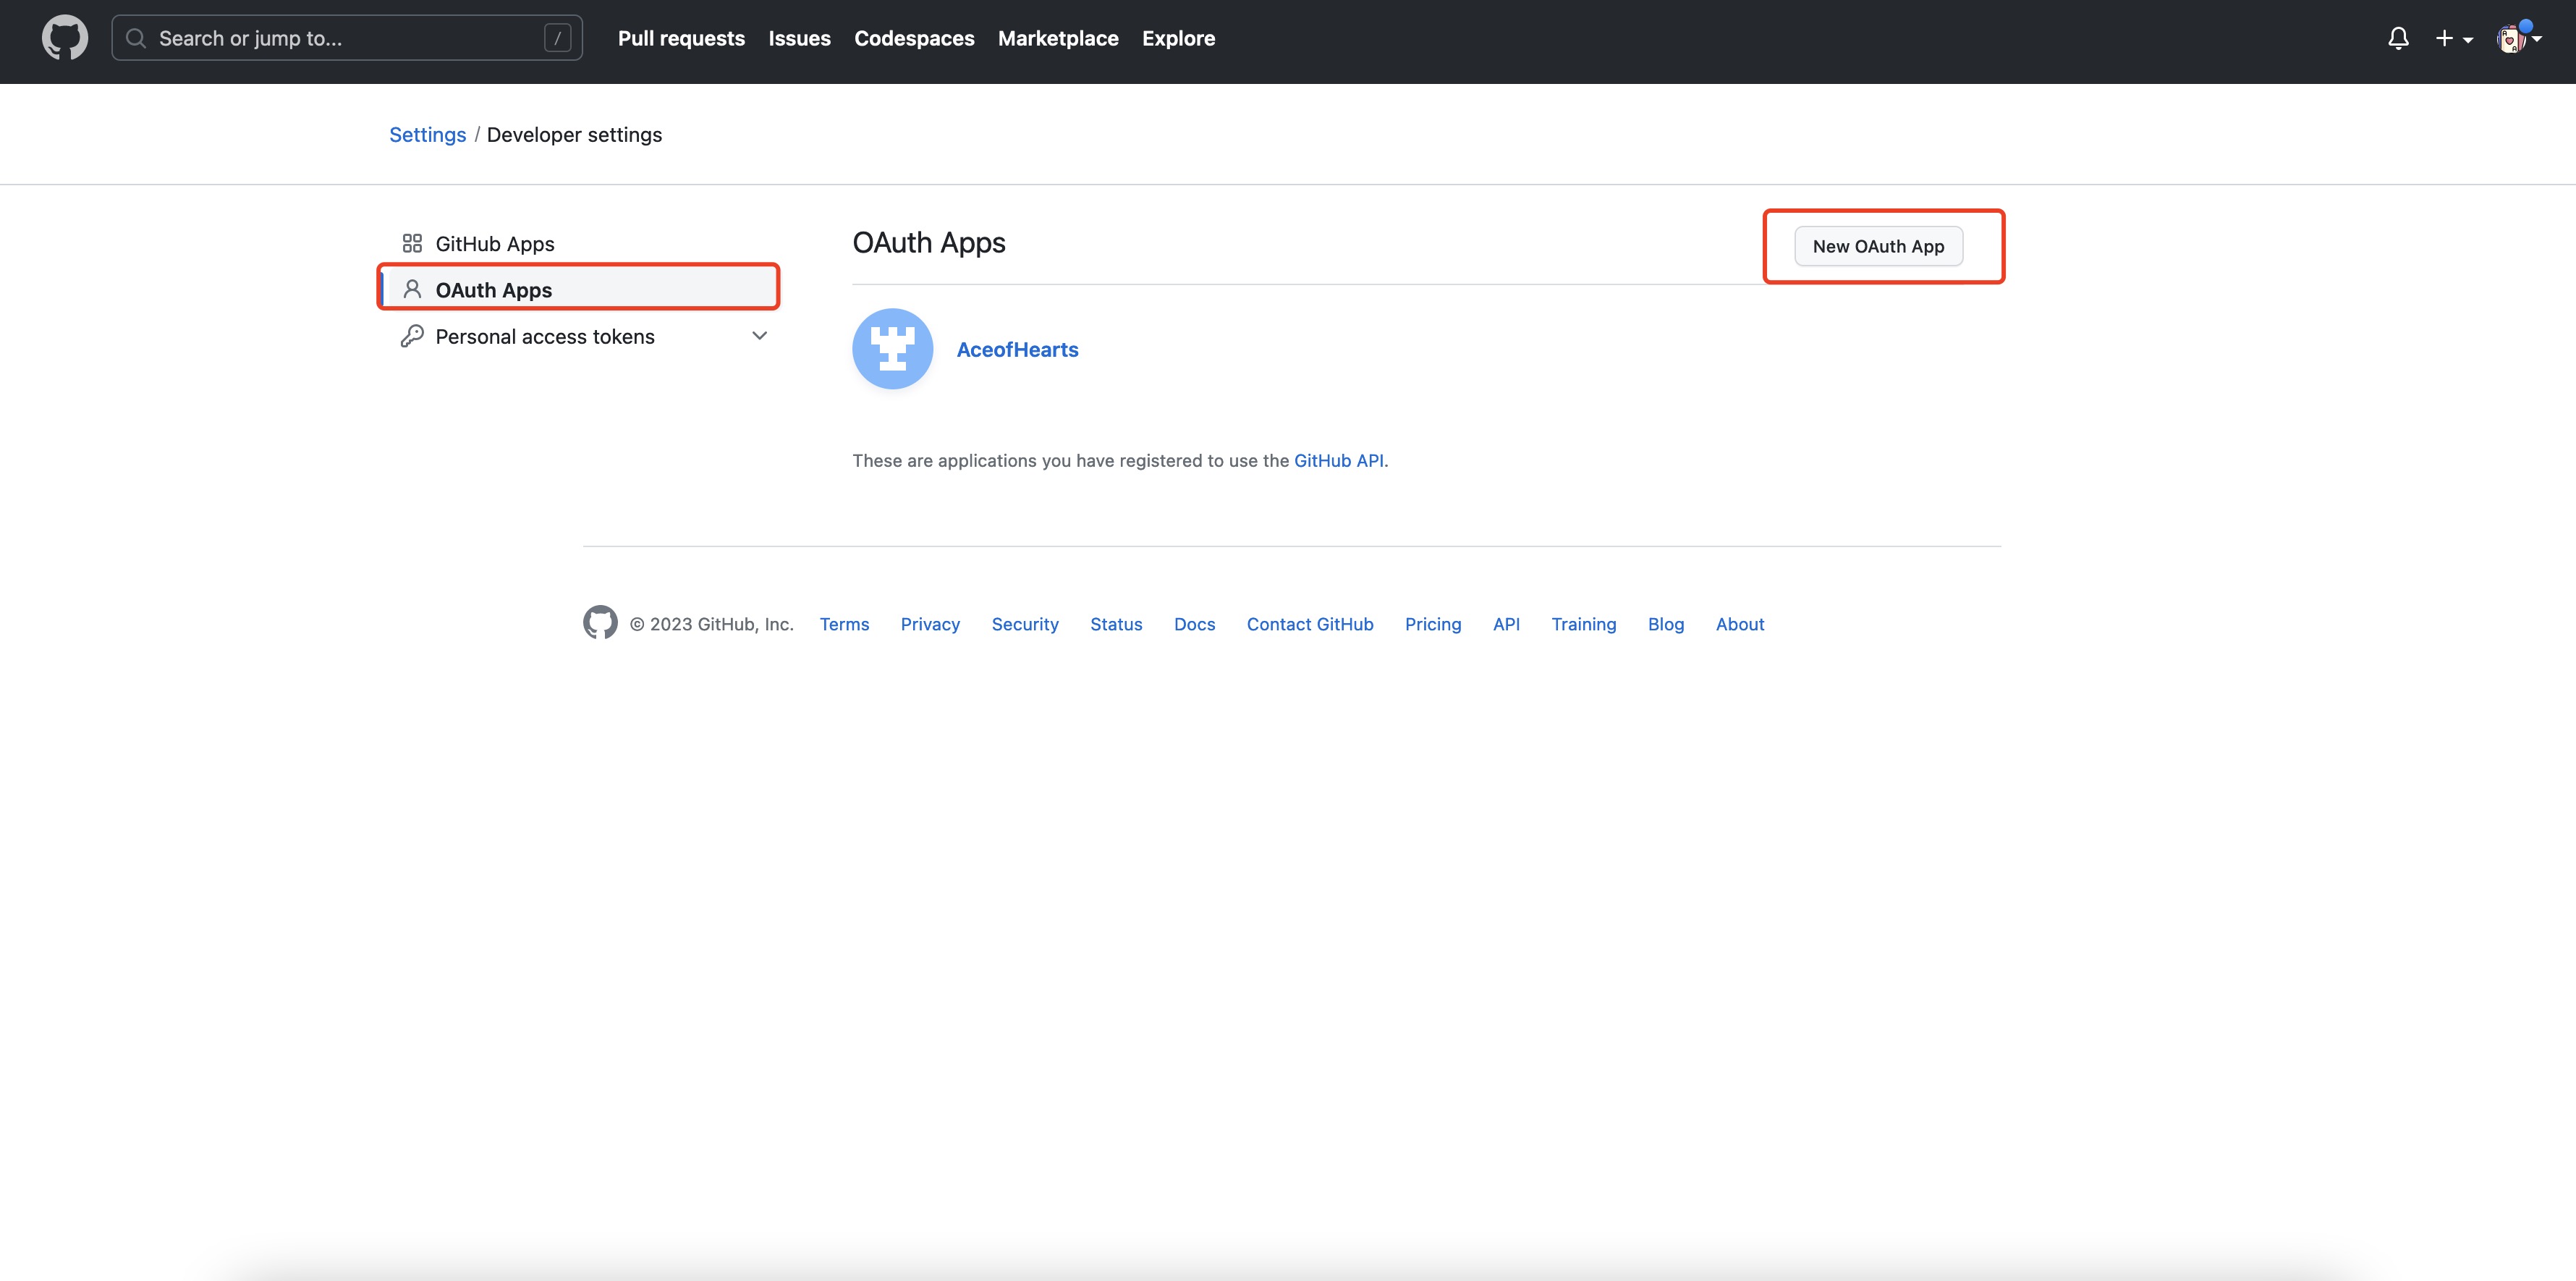 Search or jump to... / Pull requests Issues Codespaces Marketplace Explore
Settings / Developer settings
GitHub Apps
OAuth Apps
Personal access tokens
OAuth Apps New OAuth App
AceofHearts
These are applications you have registered to use the GitHub API.
© 2023 GitHub, Inc. Terms Privacy Security Status Docs Contact GitHub Pricing API Training Blog About